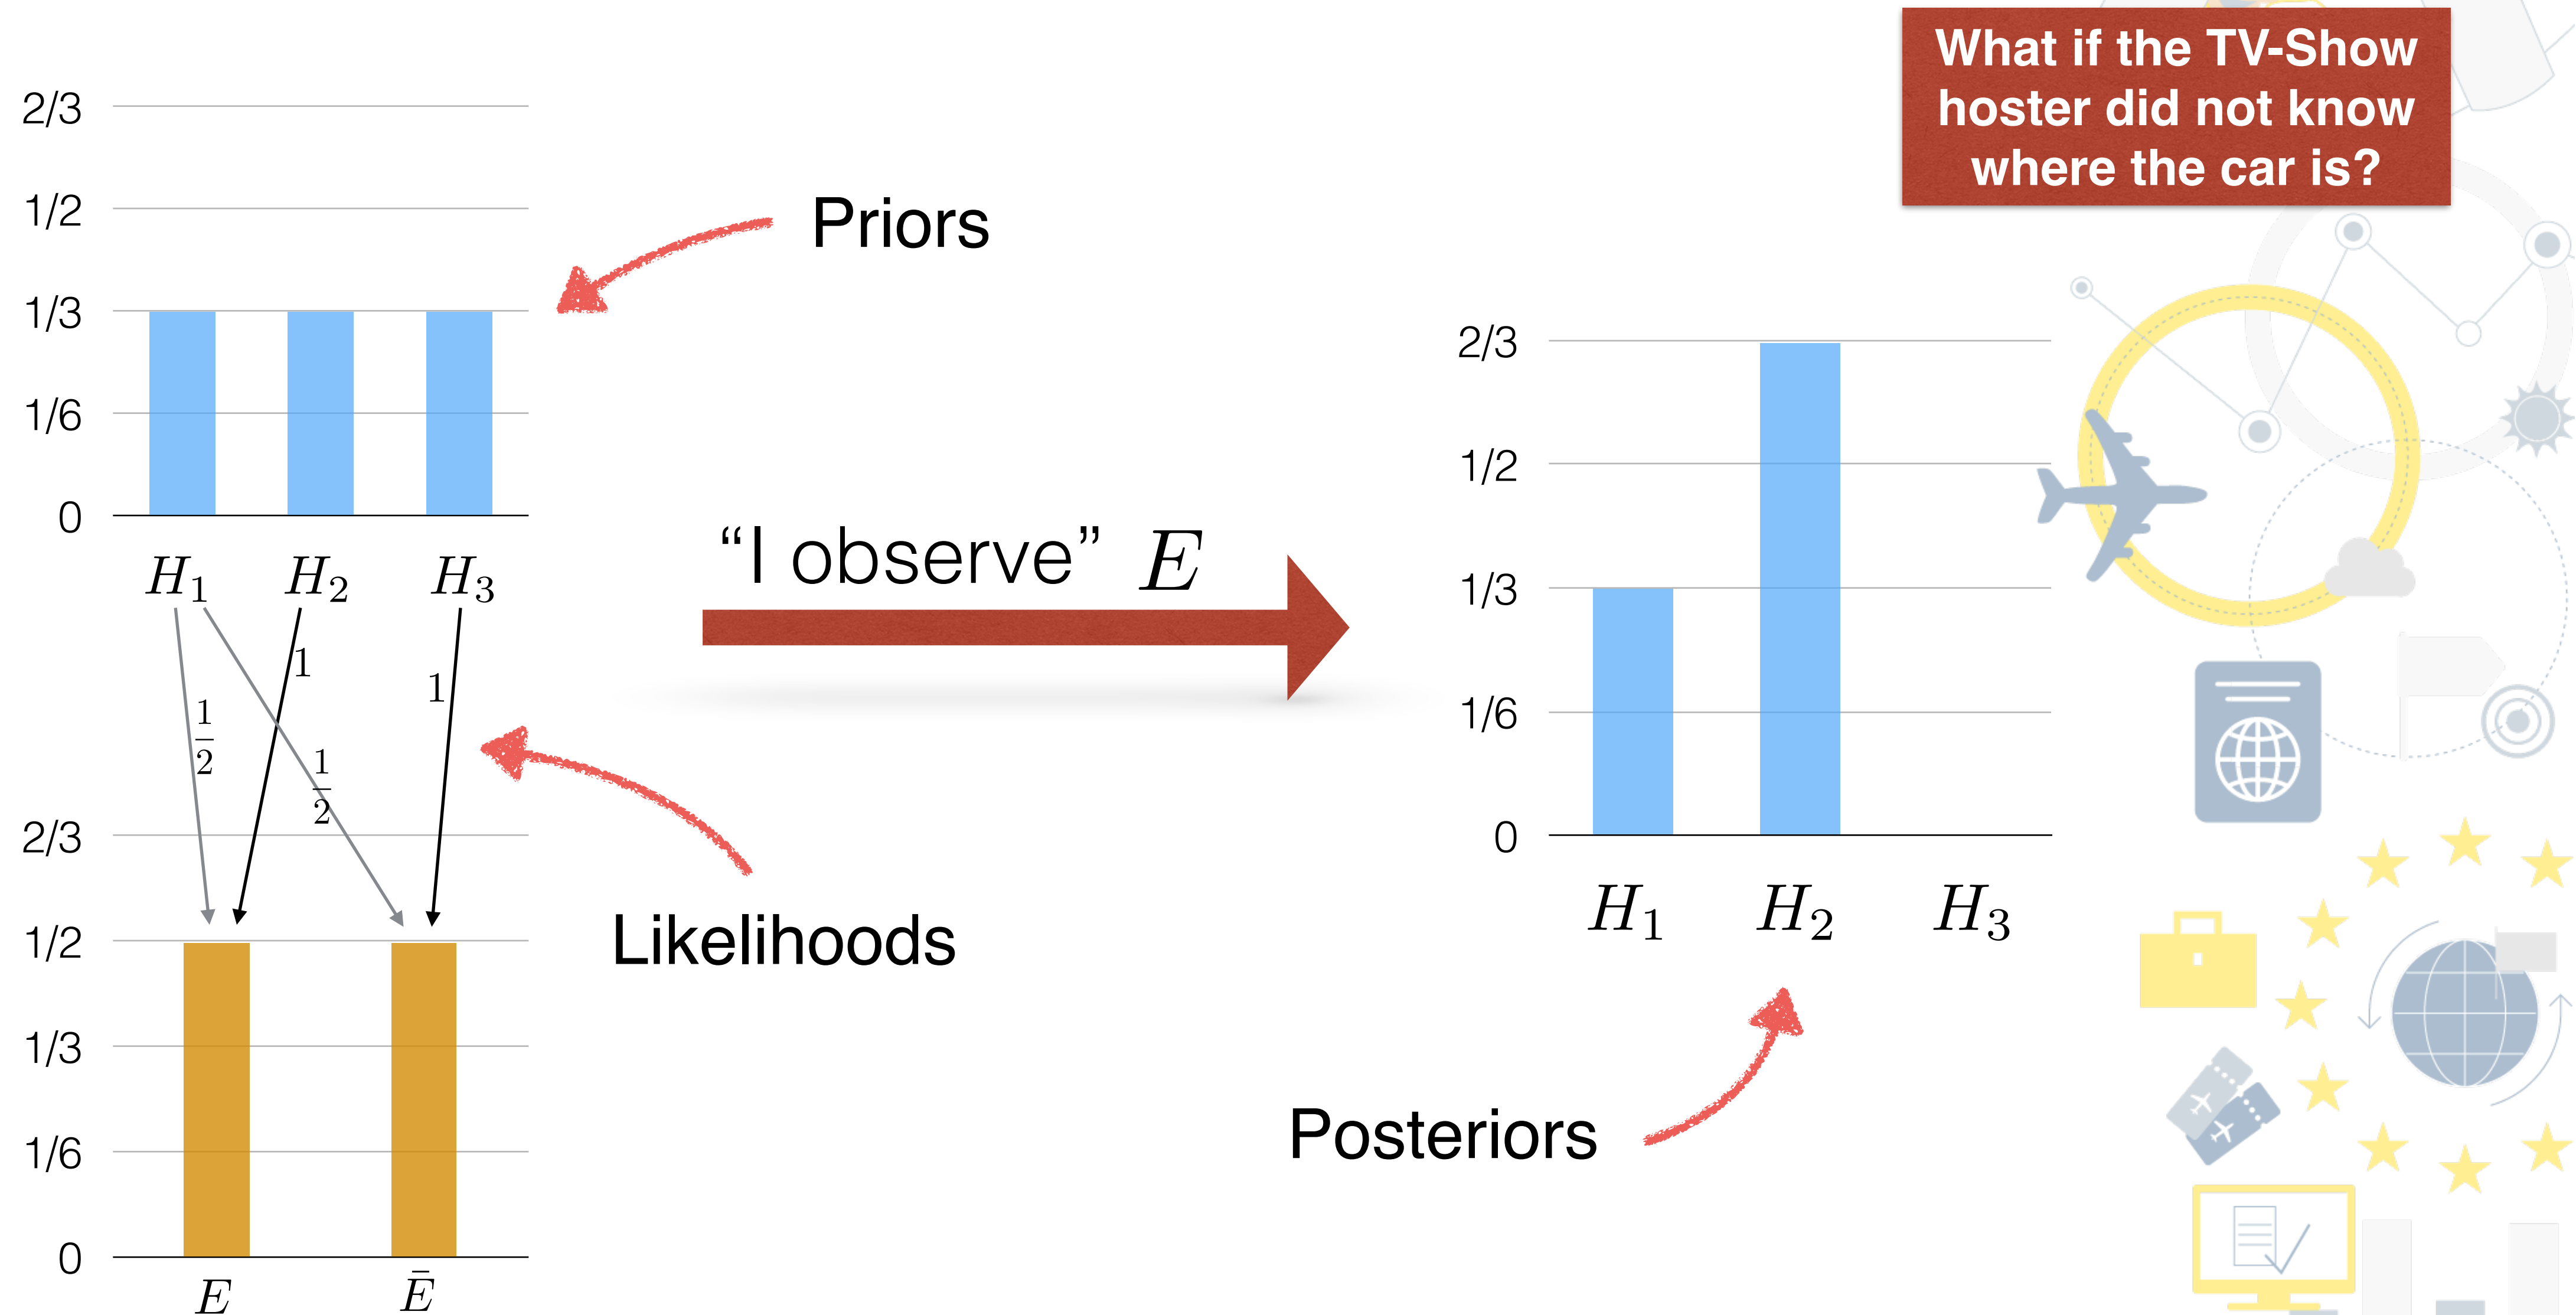 What if the TV-Show
hoster did not know
where the car is?
2/3
1/2
1/3
1/6
0
H₁ H₂ H₃
Priors
1/2
1
1/2
1
Likelihoods
2/3
1/2
1/3
1/6
0
E Ē
“I observe” E
2/3
1/2
1/3
1/6
0
H₁ H₂ H₃
Posteriors